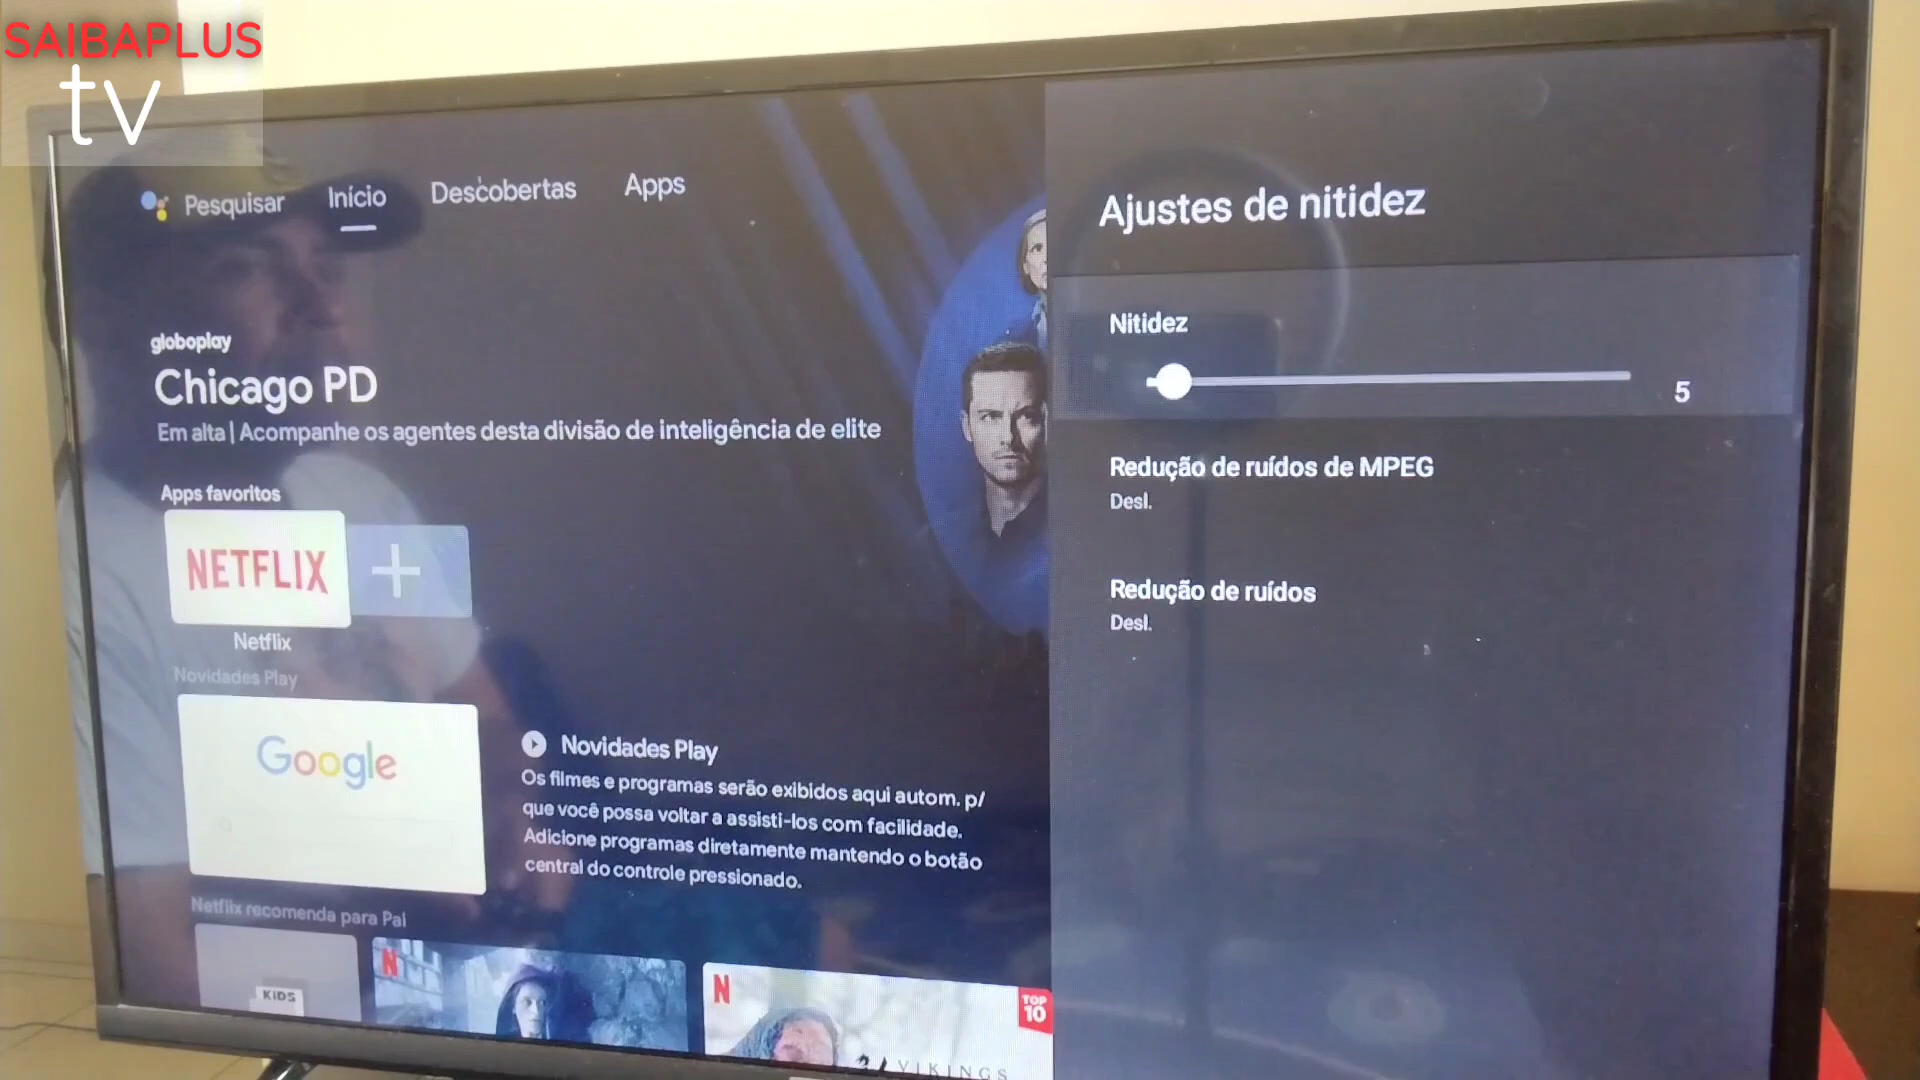 SAIBAPLUS
tv
Pesquisar
Início
Descobertas
Apps
globoplay
Chicago PD
Em alta | Acompanhe os agentes desta divisão de inteligência de elite
Apps favoritos
NETFLIX
Netflix
Novidades Play
Google
Novidades Play
Os filmes e programas serão exibidos aqui autom. p/
que você possa voltar a assisti-los com facilidade.
Adicione programas diretamente mantendo o botão
central do controle pressionado.
Netflix recomenda para Pai
KIDS
N
N
TOP
10
VIKINGS
Ajustes de nitidez
Nitidez
5
Redução de ruídos de MPEG
Desl.
Redução de ruídos
Desl.